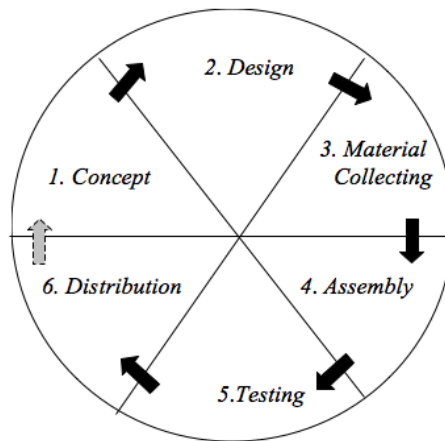 1. Concept
2. Design
3. Material
Collecting
4. Assembly
5.Testing
6. Distribution